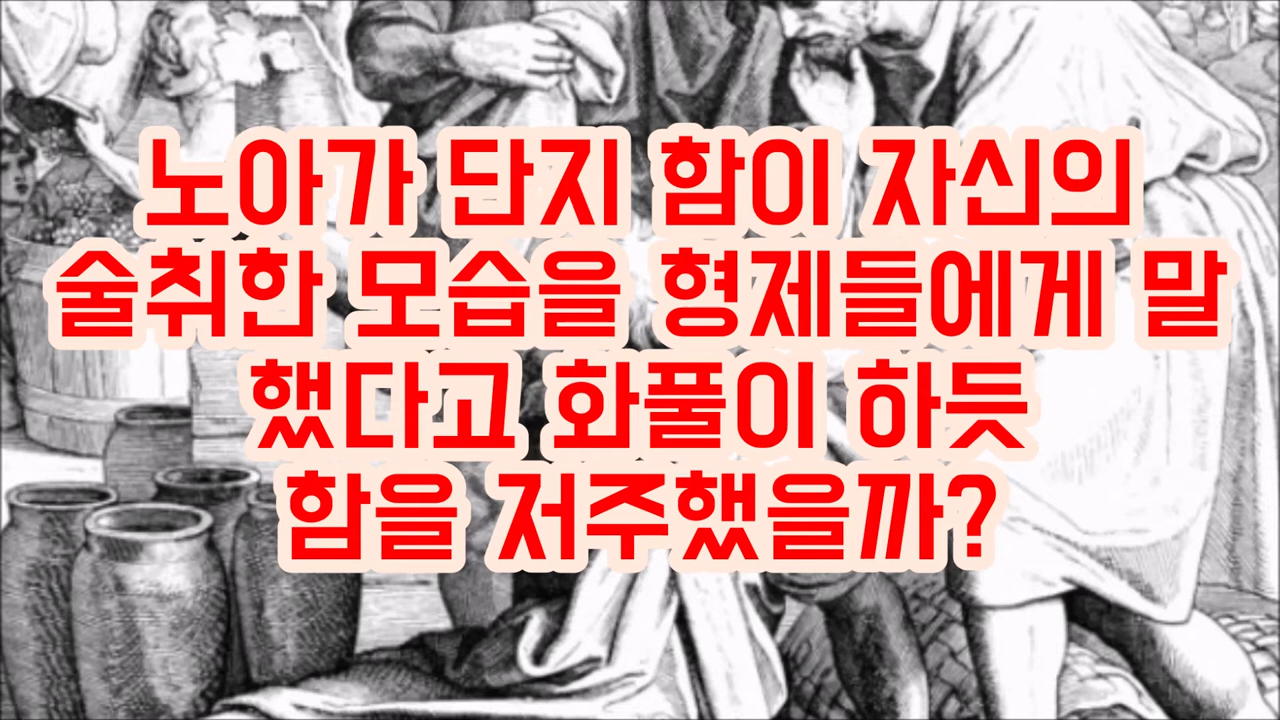 노아가 단지 함이 자신의
술취한 모습을 형제들에게 말
했다고 화풀이 하듯
함을 저주했을까?